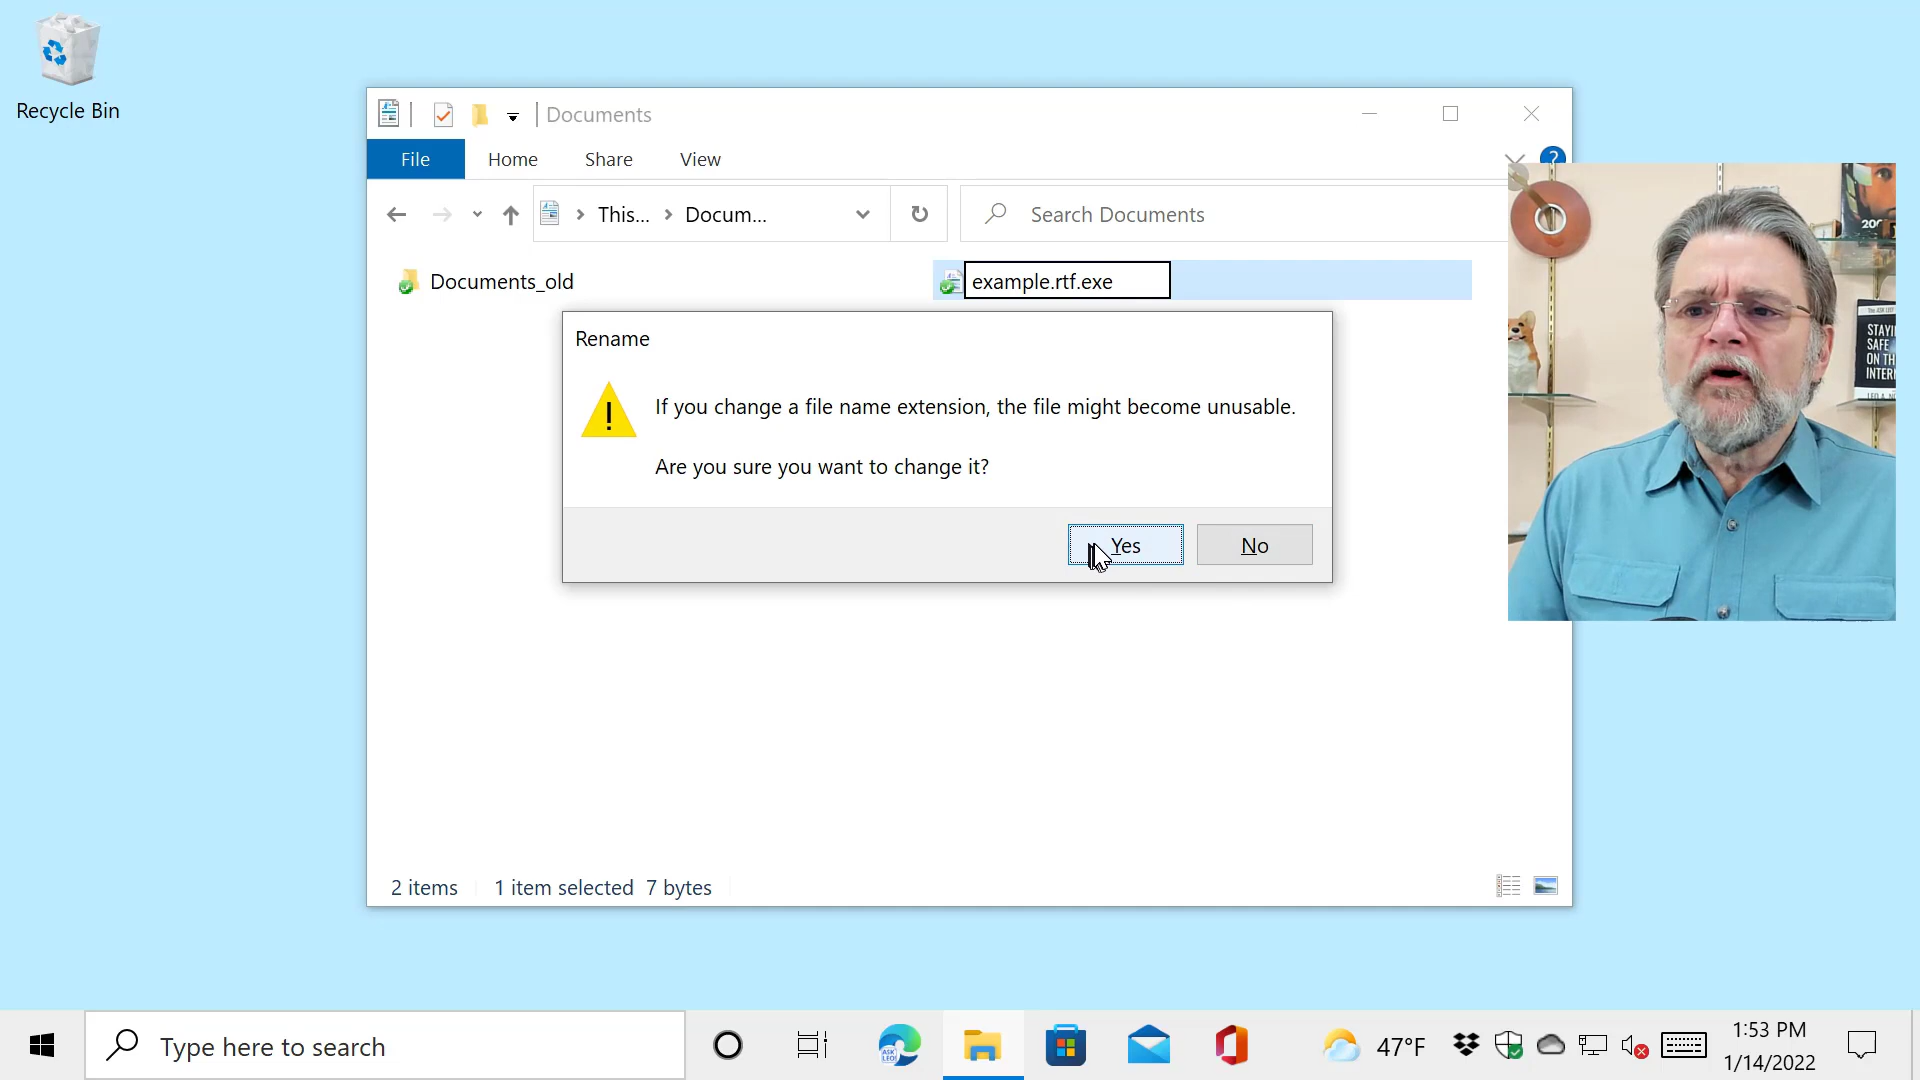 Recycle Bin
Documents
File Home Share View
?
This... Docum...
Search Documents
Documents_old
example.rtf.exe
Rename
If you change a file name extension, the file might become unusable.
Are you sure you want to change it?
Yes
No
2 items 1 item selected 7 bytes
STAYI
SAFE
ON TH
INTER
Type here to search
ASK
LEO!
47°F
1:53 PM
1/14/2022